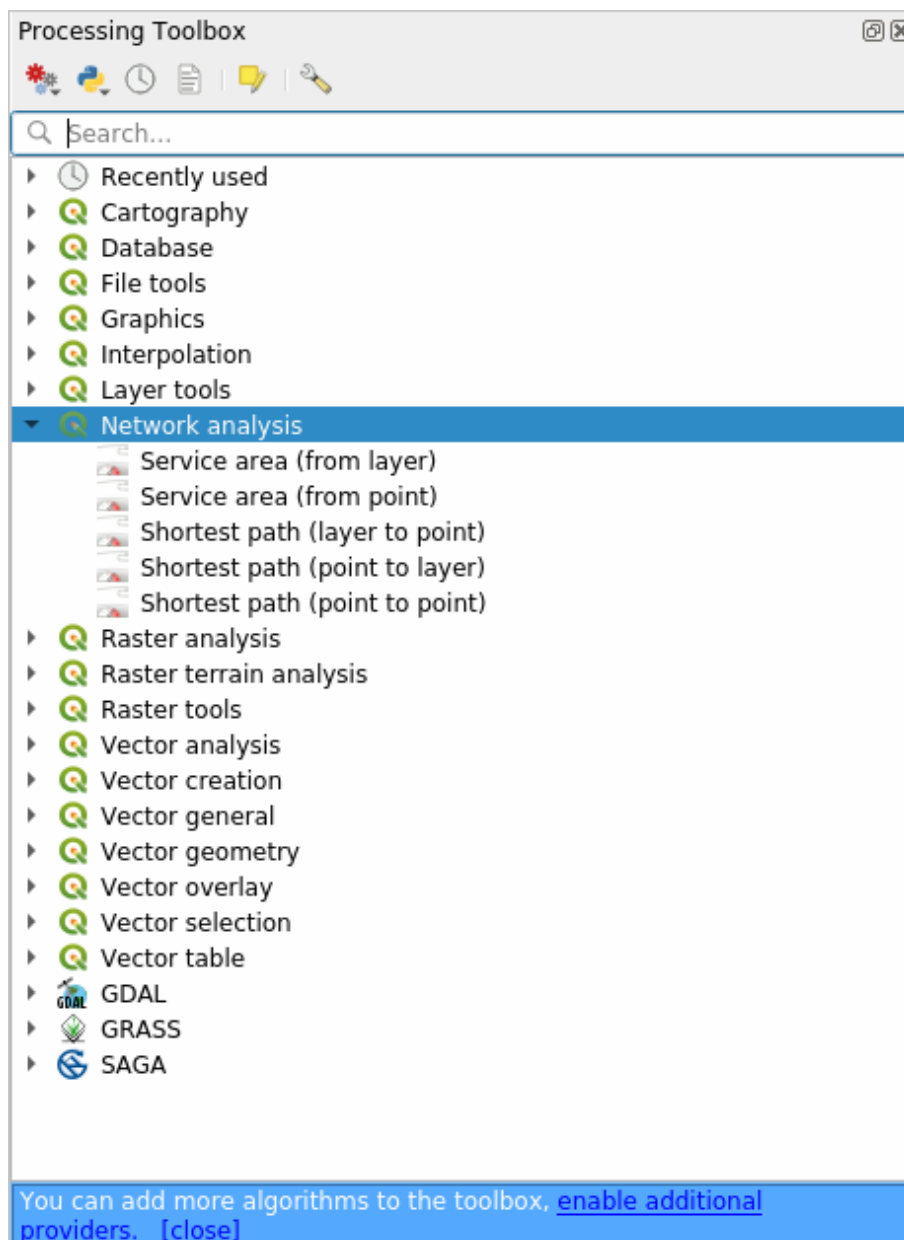 Processing Toolbox
Search...
Recently used
Cartography
Database
File tools
Graphics
Interpolation
Layer tools
Network analysis
Service area (from layer)
Service area (from point)
Shortest path (layer to point)
Shortest path (point to layer)
Shortest path (point to point)
Raster analysis
Raster terrain analysis
Raster tools
Vector analysis
Vector creation
Vector general
Vector geometry
Vector overlay
Vector selection
Vector table
GDAL GDAL
GRASS
SAGA
You can add more algorithms to the toolbox, enable additional
providers. [close]